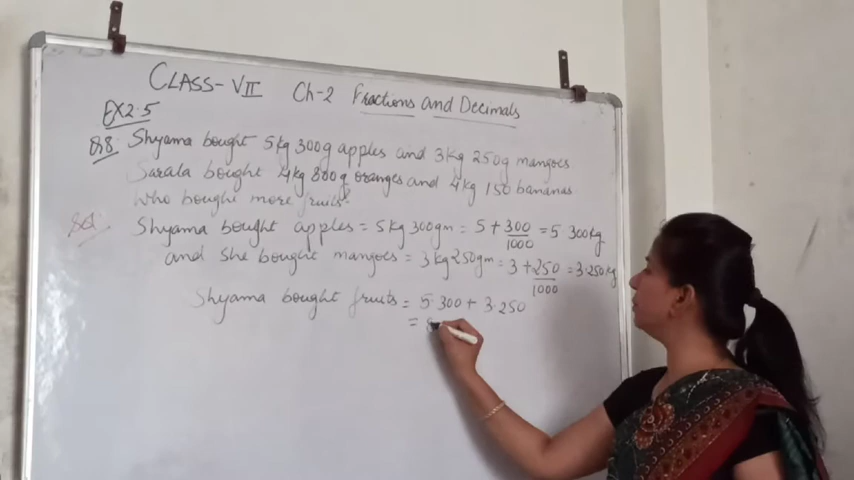 CLASS-VII Ch-2 Fractions and Decimals
EX2.5
Q8. Shyama bought 5kg 300g apples and 3kg 250g mangoes
Sarala bought 4kg 800g oranges and 4kg 150 bananas
Who bought more fruits.
Sol Shyama bought apples = 5kg 300gm = 5 + 300/1000 = 5 300kg
and she bought mangoes = 3kg 250gm = 3 + 250/1000 = 3.250kg
Shyama bought fruits = 5.300 + 3.250
= 8